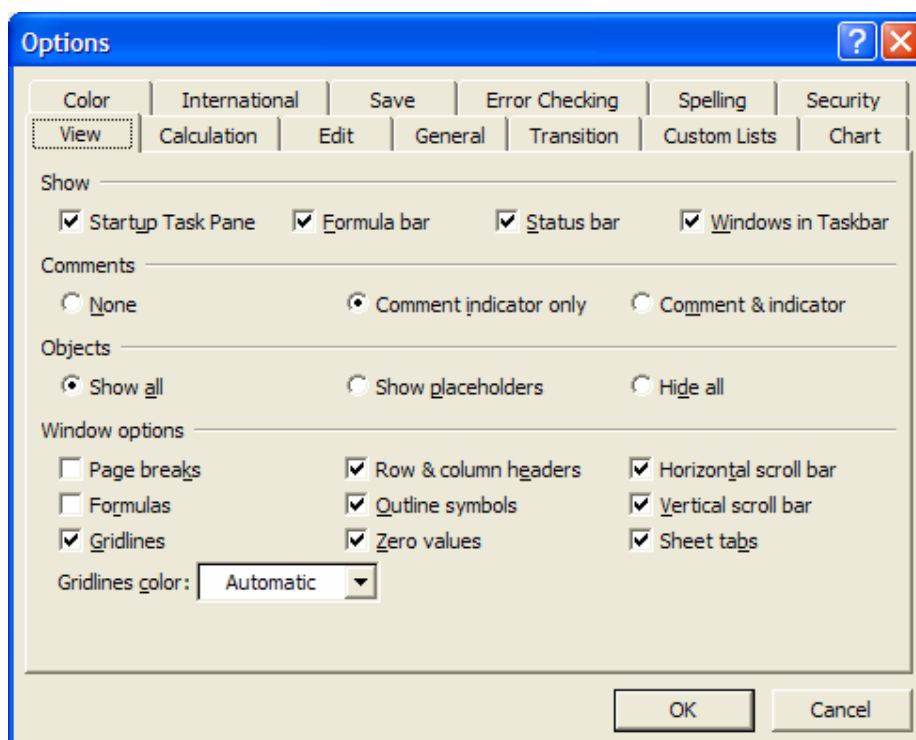 Options
Color International Save Error Checking Spelling Security
View Calculation Edit General Transition Custom Lists Chart
Show
Startup Task Pane Formula bar Status bar Windows in Taskbar
Comments
None Comment indicator only Comment & indicator
Objects
Show all Show placeholders Hide all
Window options
Page breaks Row & column headers Horizontal scroll bar
Formulas Outline symbols Vertical scroll bar
Gridlines Zero values Sheet tabs
Gridlines color: Automatic
OK Cancel